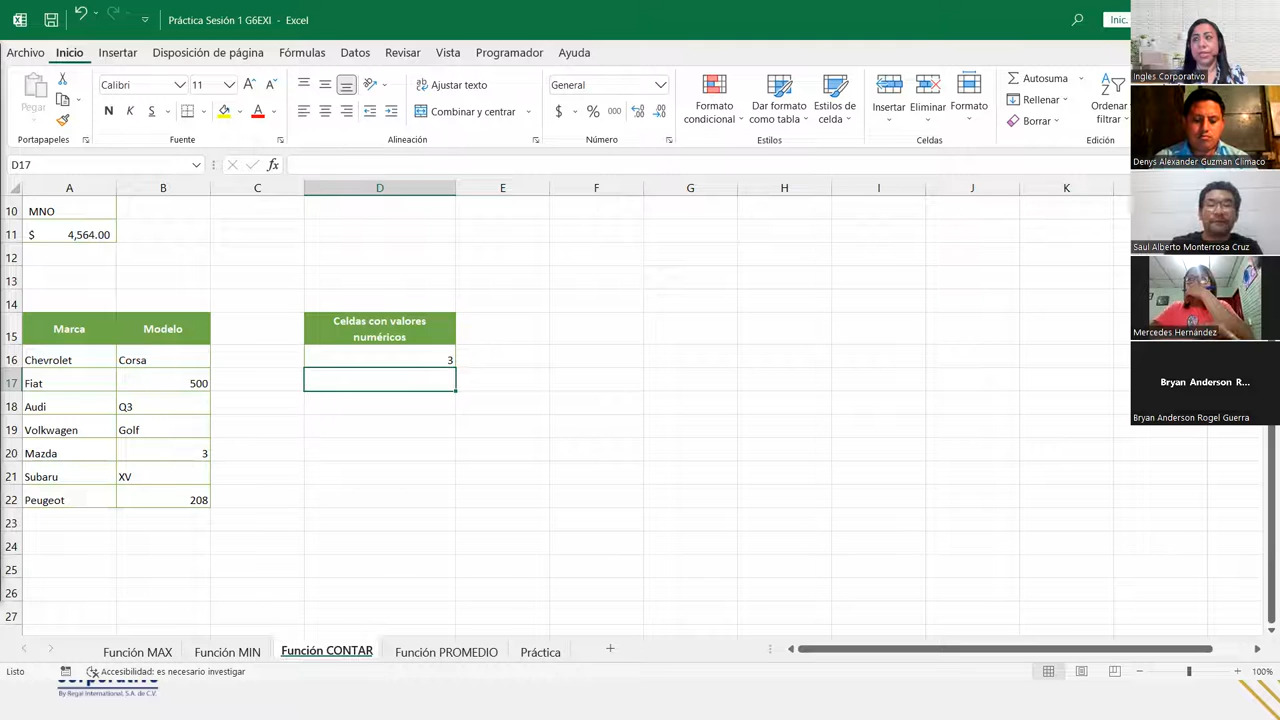 Práctica Sesión 1 G6EXI - Excel
Inic.
Archivo Inicio Insertar Disposición de página Fórmulas Datos Revisar Vista Ayuda
Pegar
Calibri 11
N K S
Combinar y
General
$ % 000
Formato condicional
Dar formato como tabla
Estilos de celda
Insertar Eliminar Formato
Autosuma
Rellenar
Borrar
Ordenar filtrar
Portapapeles Fuente Número Estilos Celdas Edición
D17 fx
A B C D E F G H I J K
10 MNO
11 $ 4,564.00
12
13
14
15 Marca Modelo Celdas con valores numéricos
16 Chevrolet Corsa 3
17 Fiat 500
18 Audi Q3
19 Volkwagen Golf
20 Mazda 3
21 Subaru XV
22 Peugeot 208
23
24
25
26
27
Función MAX Función MIN Función CONTAR Función PROMEDIO Práctica
Listo Accesibilidad: es necesario investigar 100%
By Regal International, S.A. de C.V.
Ingles Corporativo
Denys Alexander Guzman Climaco
Saul Alberto Monterrosa Cruz
Mercedes Hernández
Bryan Anderson R...
Bryan Anderson Rogel Guerra